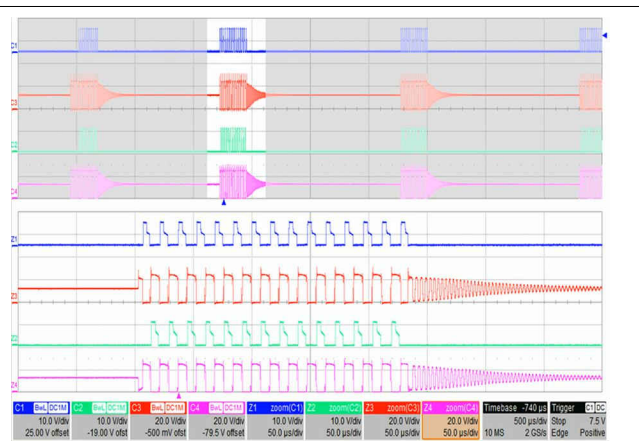 C1
C3
C2
C4
Z1
Z3
Z2
Z4
C1 BwL DC1M C2 BwL DC1M C3 BwL DC1M C4 BwL DC1M Z1 zoom(C1) Z2 zoom(C2) Z3 zoom(C3) Z4 zoom(C4) Timebase -740 µs Trigger C1 DC
10.0 V/div 10.0 V/div 20.0 V/div 20.0 V/div 10.0 V/div 10.0 V/div 20.0 V/div 20.0 V/div 500 µs/div Stop 7.5 V
25.00 V offset -19.00 V ofst -500 mV ofst -79.5 V offset 50.0 µs/div 50.0 µs/div 50.0 µs/div 50.0 µs/div 10 MS 2 GS/s Edge Positive